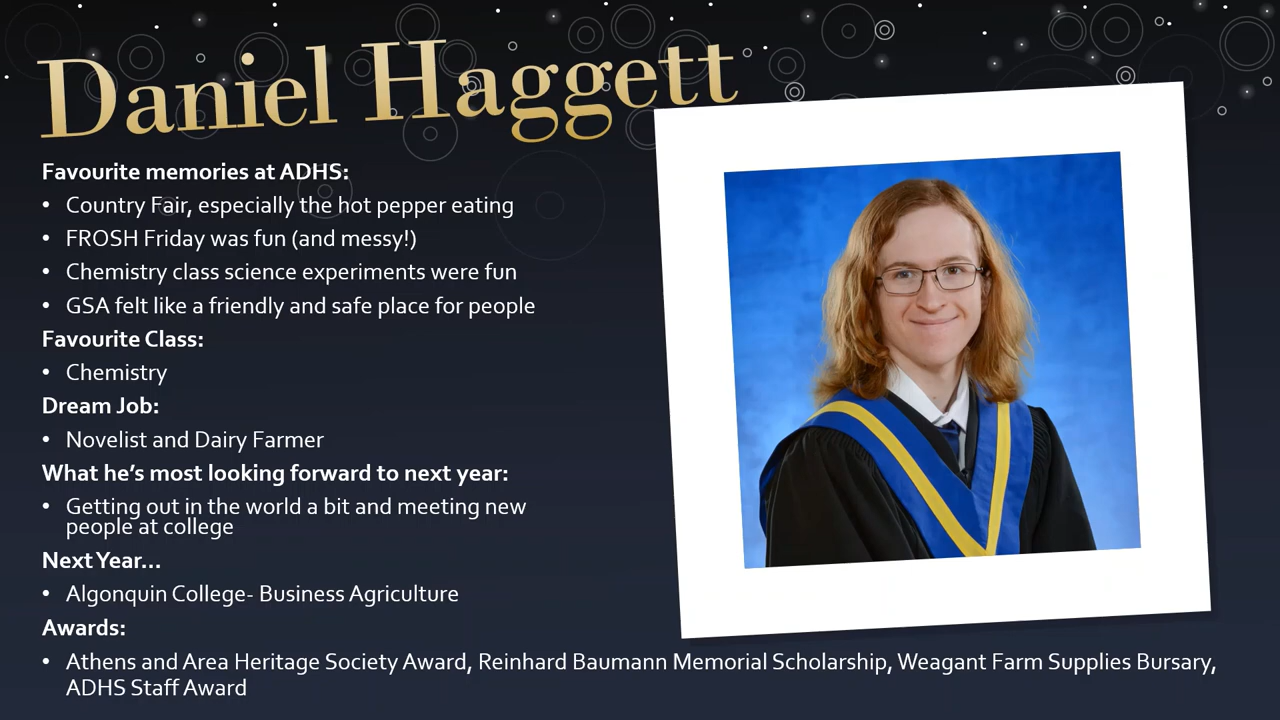 Daniel Haggett
Favourite memories at ADHS:
• Country Fair, especially the hot pepper eating
• FROSH Friday was fun (and messy!)
• Chemistry class science experiments were fun
• GSA felt like a friendly and safe place for people
Favourite Class:
• Chemistry
Dream Job:
• Novelist and Dairy Farmer
What he’s most looking forward to next year:
• Getting out in the world a bit and meeting new
people at college
Next Year…
• Algonquin College- Business Agriculture
Awards:
• Athens and Area Heritage Society Award, Reinhard Baumann Memorial Scholarship, Weagant Farm Supplies Bursary,
ADHS Staff Award